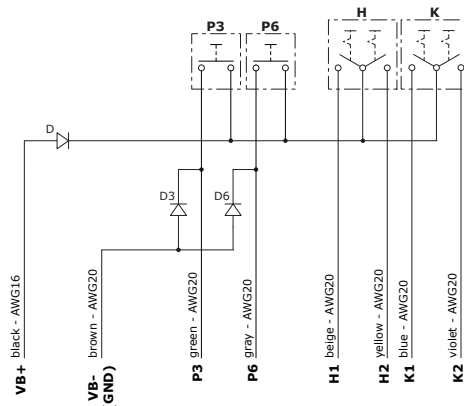 P3
P6
H
K
D
D3
D6
black - AWG16
VB+
brown - AWG20
VB-
(GND)
green - AWG20
P3
gray - AWG20
P6
beige - AWG20
H1
yellow - AWG20
H2
blue - AWG20
K1
violet - AWG20
K2